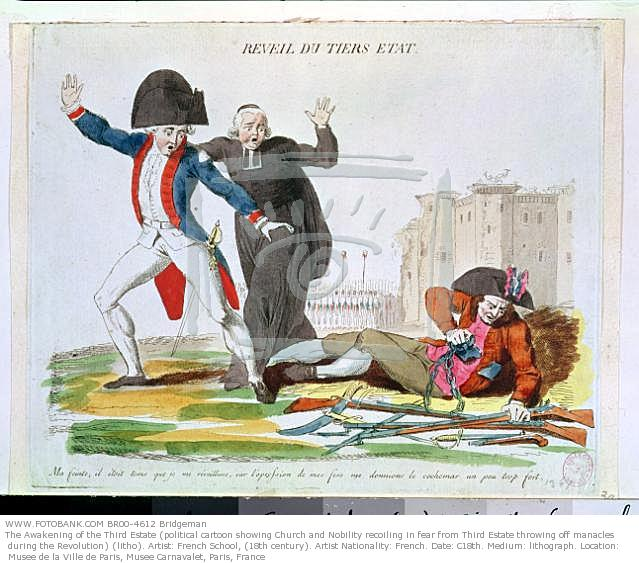 REVEIL DU TIERS ETAT.
Ma feinte, il étoit tems que je me réveillasse, car l'opression de mes fers me donnions le cochemar un peu trop fort.
WWW.FOTOBANK.COM BR00-4612 Bridgeman
The Awakening of the Third Estate (political cartoon showing Church and Nobility recoiling in fear from Third Estate throwing off manacles
during the Revolution) (litho). Artist: French School, (18th century). Artist Nationality: French. Date: C18th. Medium: lithograph. Location:
Musee de la Ville de Paris, Musee Carnavalet, Paris, France